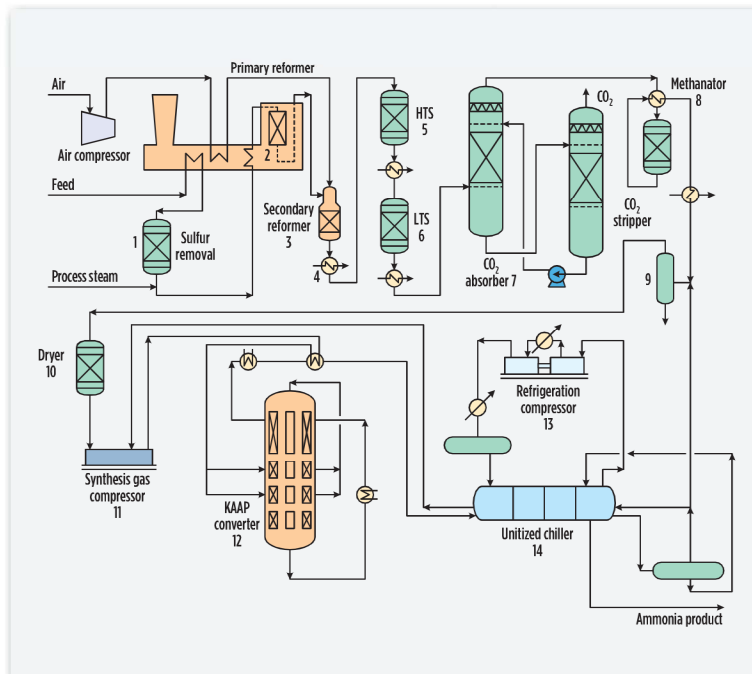 Air
Air compressor
Primary reformer
2
Feed
1
Sulfur
removal
Process steam
Secondary
reformer
3
4
HTS
5
LTS
6
CO2
absorber 7
CO2
CO2
stripper
Methanator
8
9
Dryer
10
Synthesis gas
compressor
11
KAAP
converter
12
Refrigeration
compressor
13
Unitized chiller
14
Ammonia product